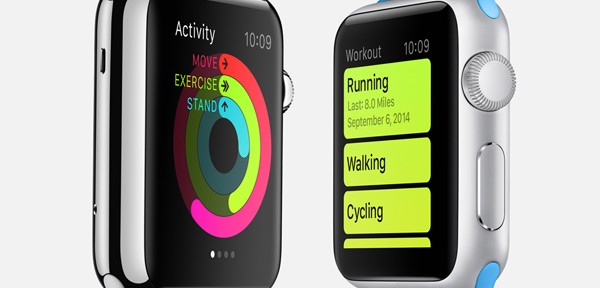 Activity
10:09
MOVE
EXERCISE
STAND
Workout 10:09
Running
Last: 8.0 Miles
September 6, 2014
Walking
Cycling